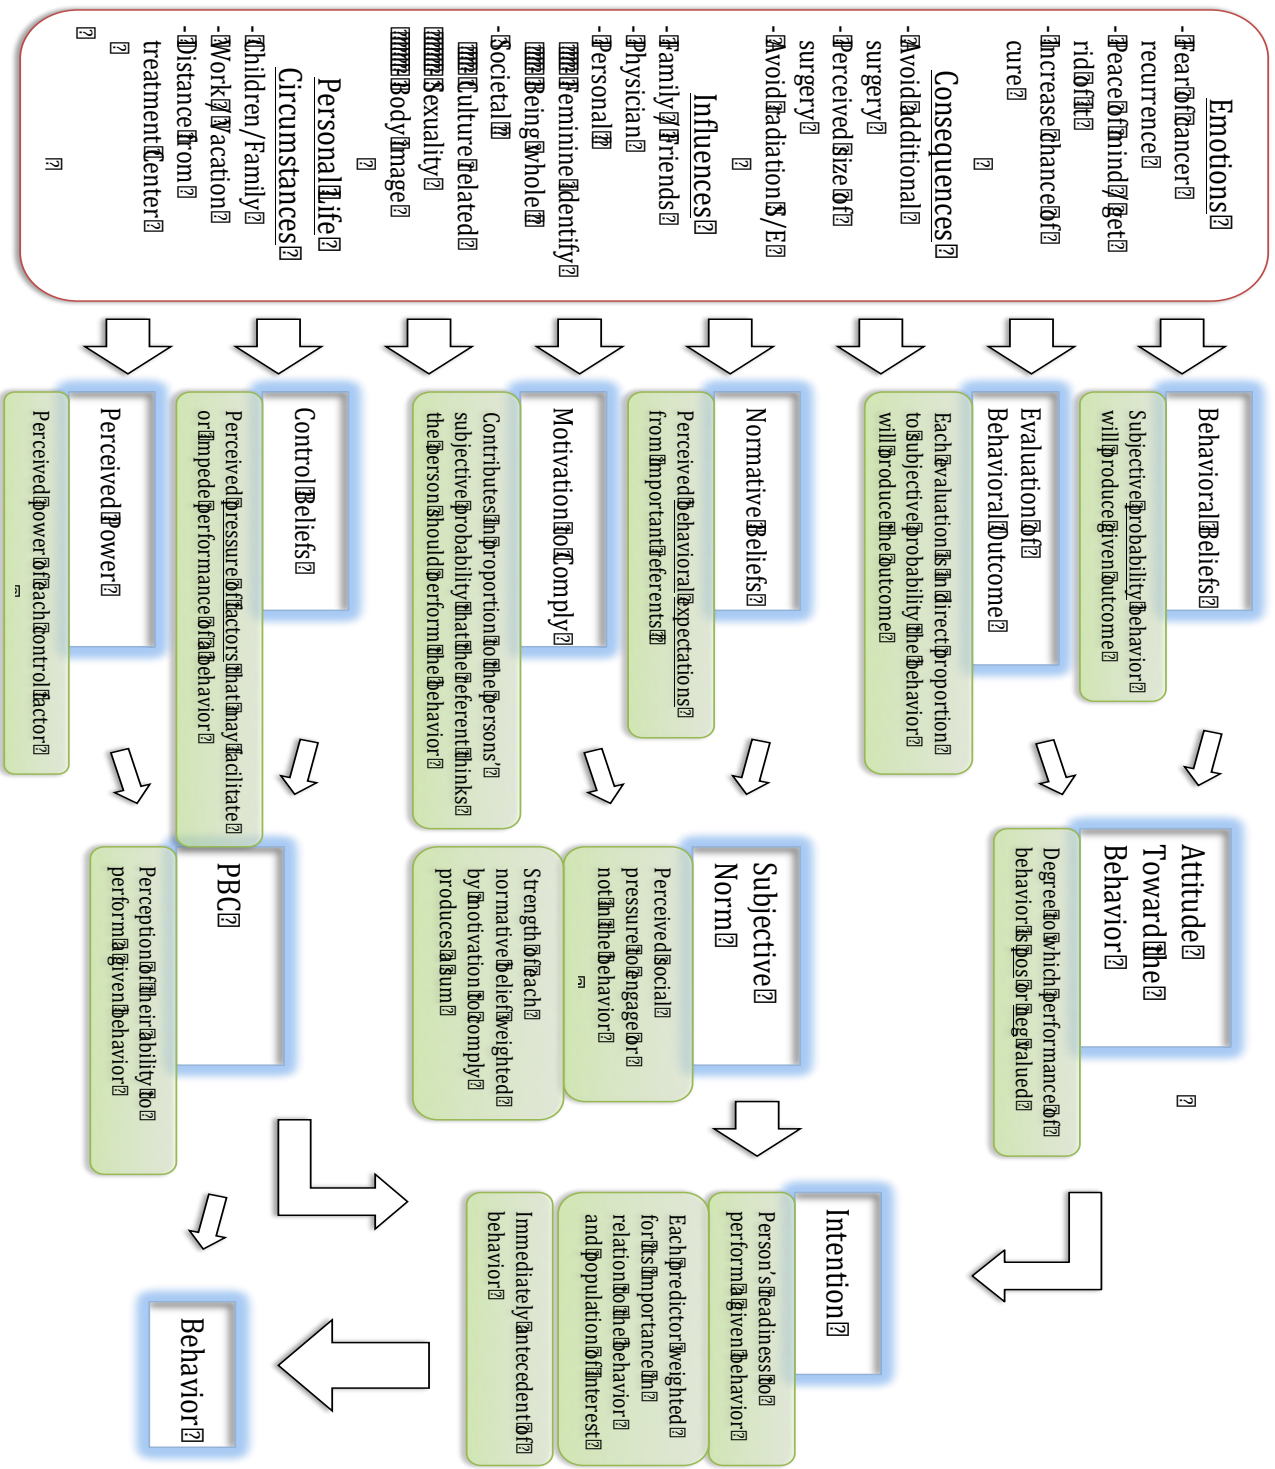 Emotions
-Fear of cancer
recurrence
-Peace of mind/ get
rid of it
-Increase chance of
cure
Consequences
-Avoid additional
surgery
-Perceived size of
surgery
-Avoid radiation S/E
Influences
-Family/ Friends
-Physician
-Personal
Feminine identify
Being whole
-Societal
Culture related
Sexuality
Body image
Personal Life
Circumstances
-Children/Family
-Work/ Vacation
-Distance from
treatment Center
Behavioral Beliefs
Subjective probability behavior
will produce given outcome
Evaluation of
Behavioral Outcome
Each evaluation is in direct proportion
to subjective probability the behavior
will produce the outcome
Normative Beliefs
Perceived behavioral expectations
from important referents
Motivation to Comply
Contributes in proportion to the persons'
subjective probability that the referent thinks
the person should perform the behavior
Control Beliefs
Perceived pressure of factors that may facilitate
or impede performance of a behavior
Perceived Power
Perceived power of each control factor
Attitude
Toward the
Behavior
Degree to which performance of
behavior is pos or neg valued
Subjective
Norm
Perceived social
pressure to engage or
not in the behavior
Strength of each
normative belief weighted
by motivation to comply
produces a sum
PBC
Perception of their ability to
perform a given behavior
Intention
Person's readiness to
perform a given behavior
Each predictor weighted
for its importance in
relation to the behavior
and population of interest
Immediately antecedent of
behavior
Behavior